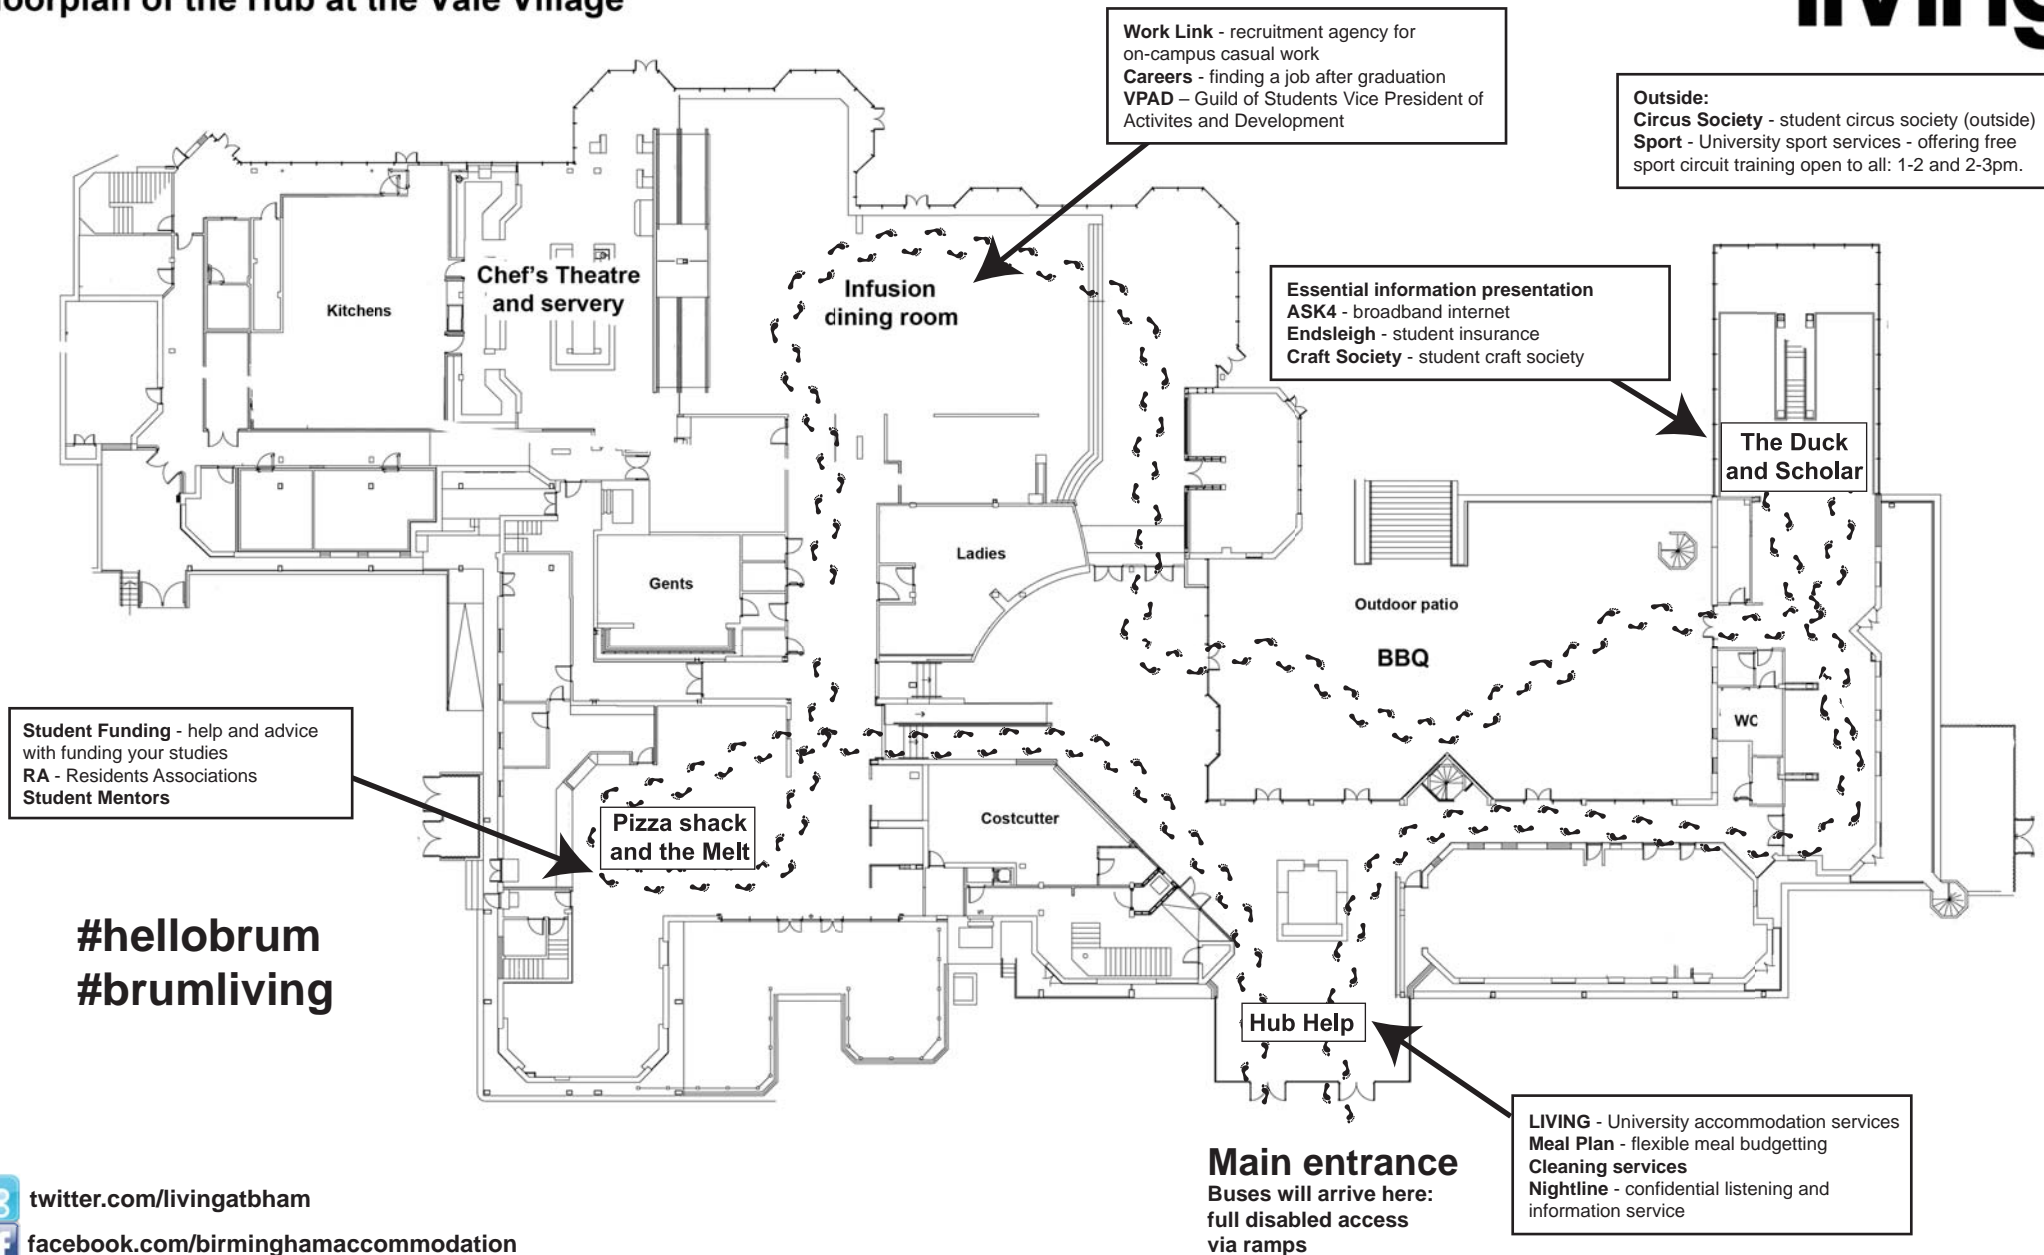 of the Hub at the Vale Village
Work Link - recruitment agency for
on-campus casual work
Careers - finding a job after graduation
VPAD – Guild of Students Vice President of
Activites and Development
Outside:
Circus Society - student circus society (outside)
Sport - University sport services - offering free
sport circuit training open to all: 1-2 and 2-3pm.
Essential information presentation
ASK4 - broadband internet
Endsleigh - student insurance
Craft Society - student craft society
Kitchens
Chef's Theatre
and servery
Infusion
dining room
The Duck
and Scholar
Ladies
Gents
Outdoor patio
BBQ
WC
Student Funding - help and advice
with funding your studies
RA - Residents Associations
Student Mentors
Pizza shack
and the Melt
Costcutter
#hellobrum
#brumliving
Hub Help
LIVING - University accommodation services
Meal Plan - flexible meal budgetting
Cleaning services
Nightline - confidential listening and
information service
Main entrance
Buses will arrive here:
full disabled access
via ramps
twitter.com/livingatbham
facebook.com/birminghamaccommodation